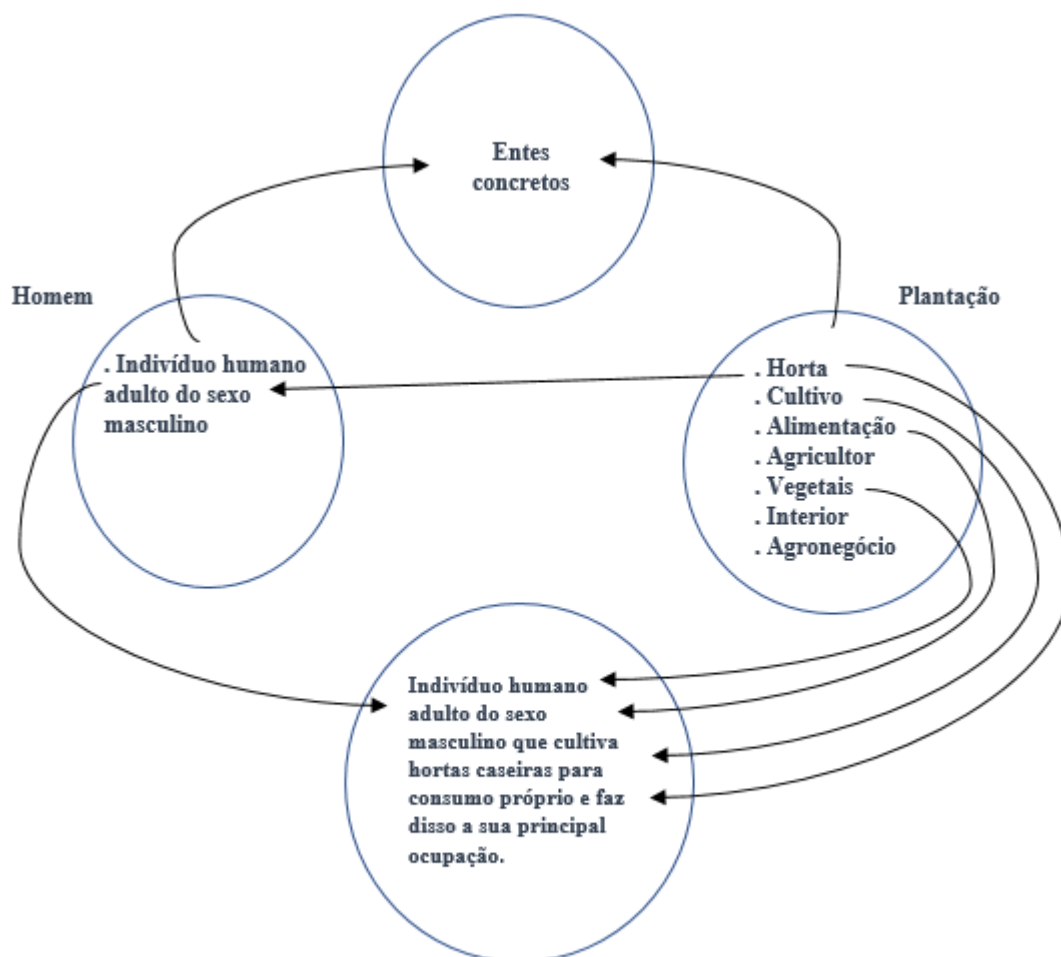 Entes
concretos
Homem
Plantação
. Indivíduo humano
adulto do sexo
masculino
. Horta
. Cultivo
. Alimentação
. Agricultor
. Vegetais
. Interior
. Agronegócio
Indivíduo humano
adulto do sexo
masculino que cultiva
hortas caseiras para
consumo próprio e faz
disso a sua principal
ocupação.